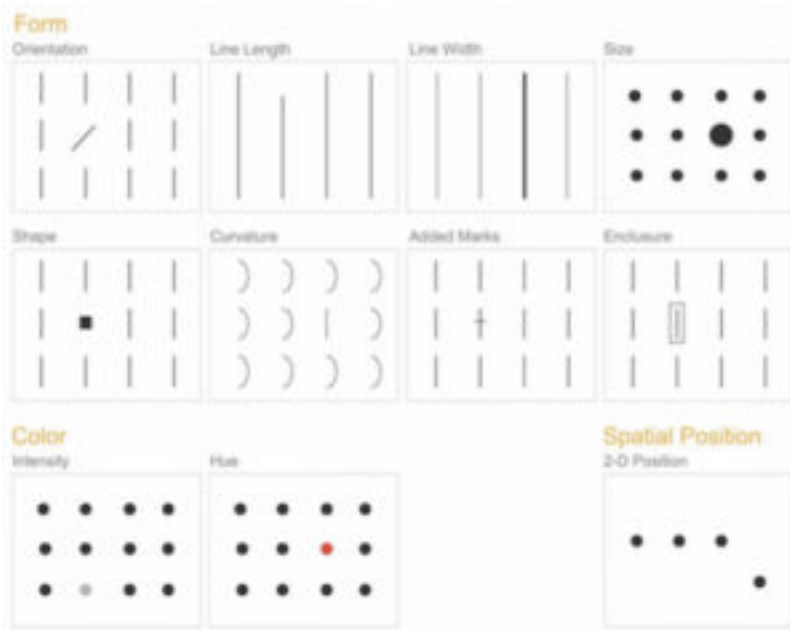 Form
Orientation Line Length Line Width Size
Shape Curvature Added Marks Enclosure
Color Spatial Position
Intensity Hue 2-D Position